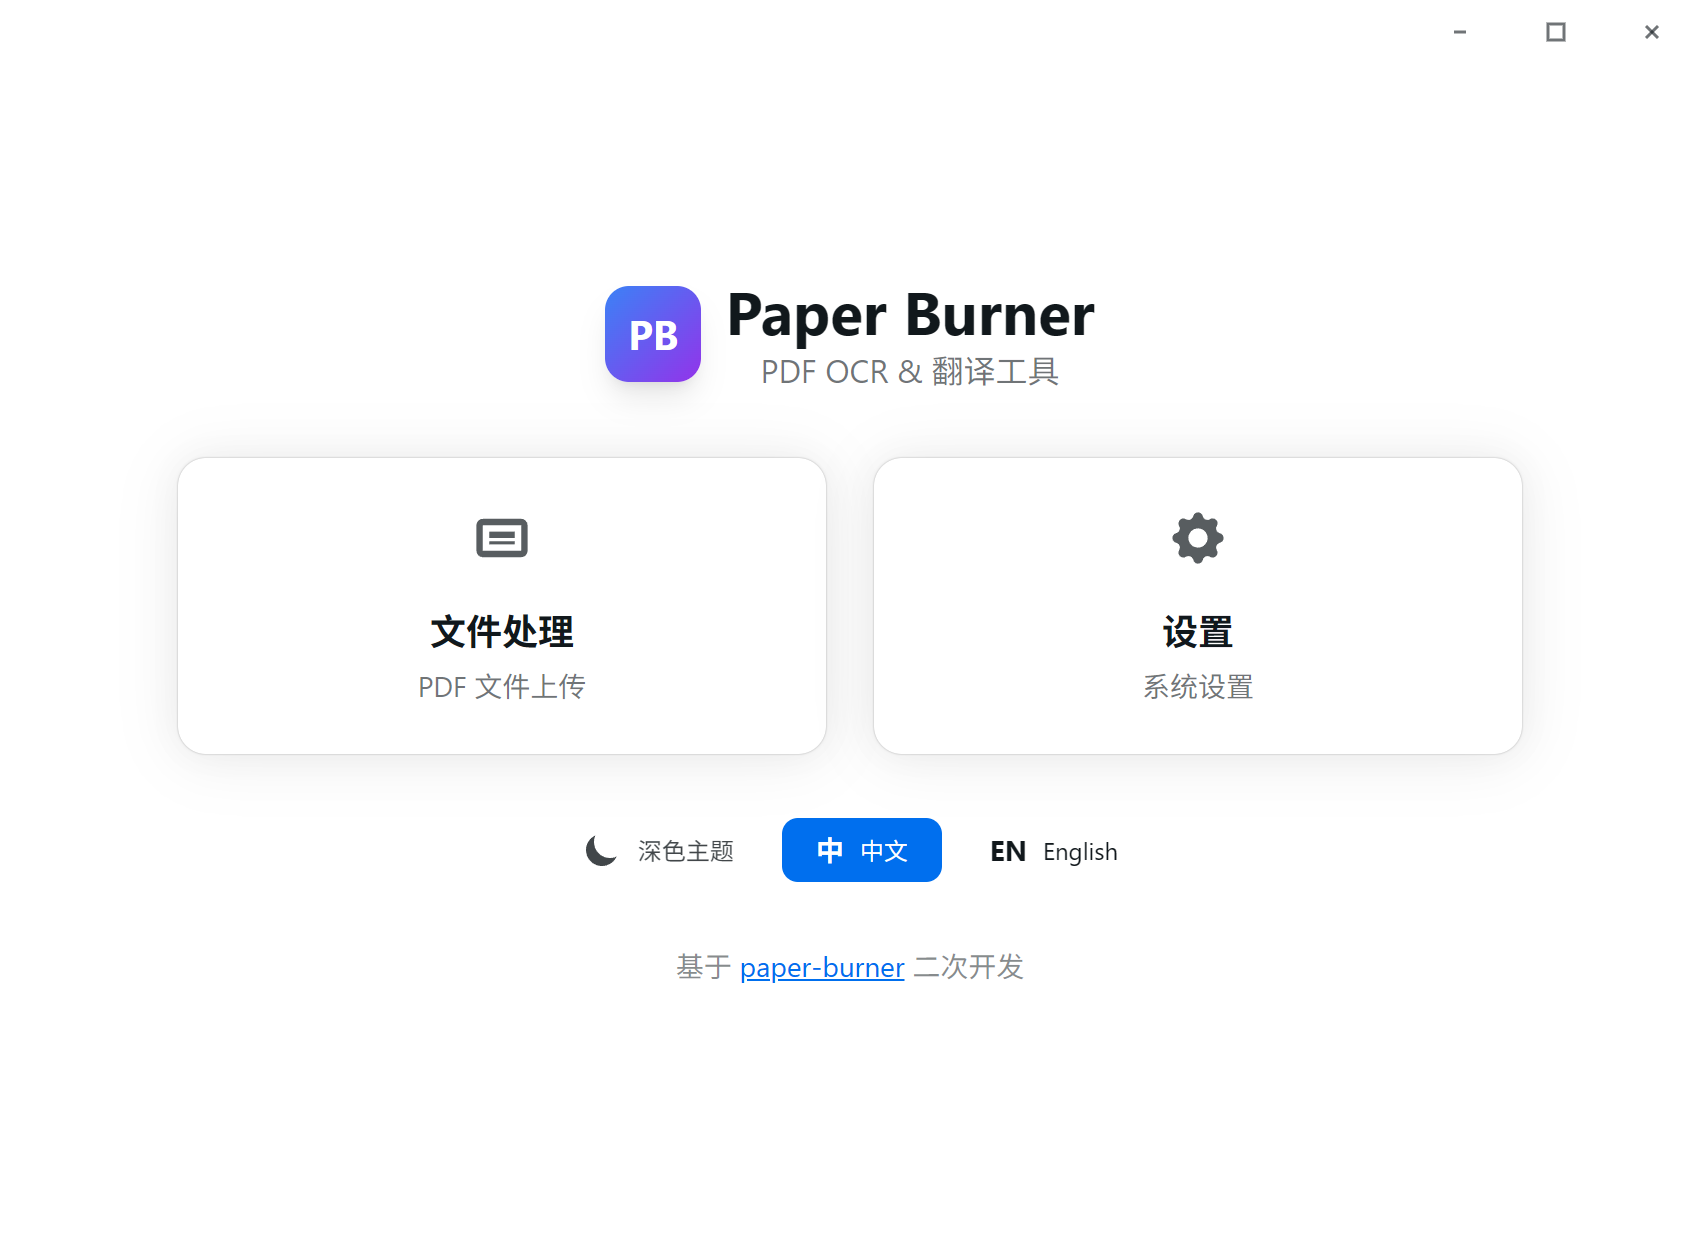 PB
Paper Burner
PDF OCR & 翻译工具
文件处理
PDF 文件上传
设置
系统设置
深色主题
中 中文
EN English
基于 paper-burner 二次开发